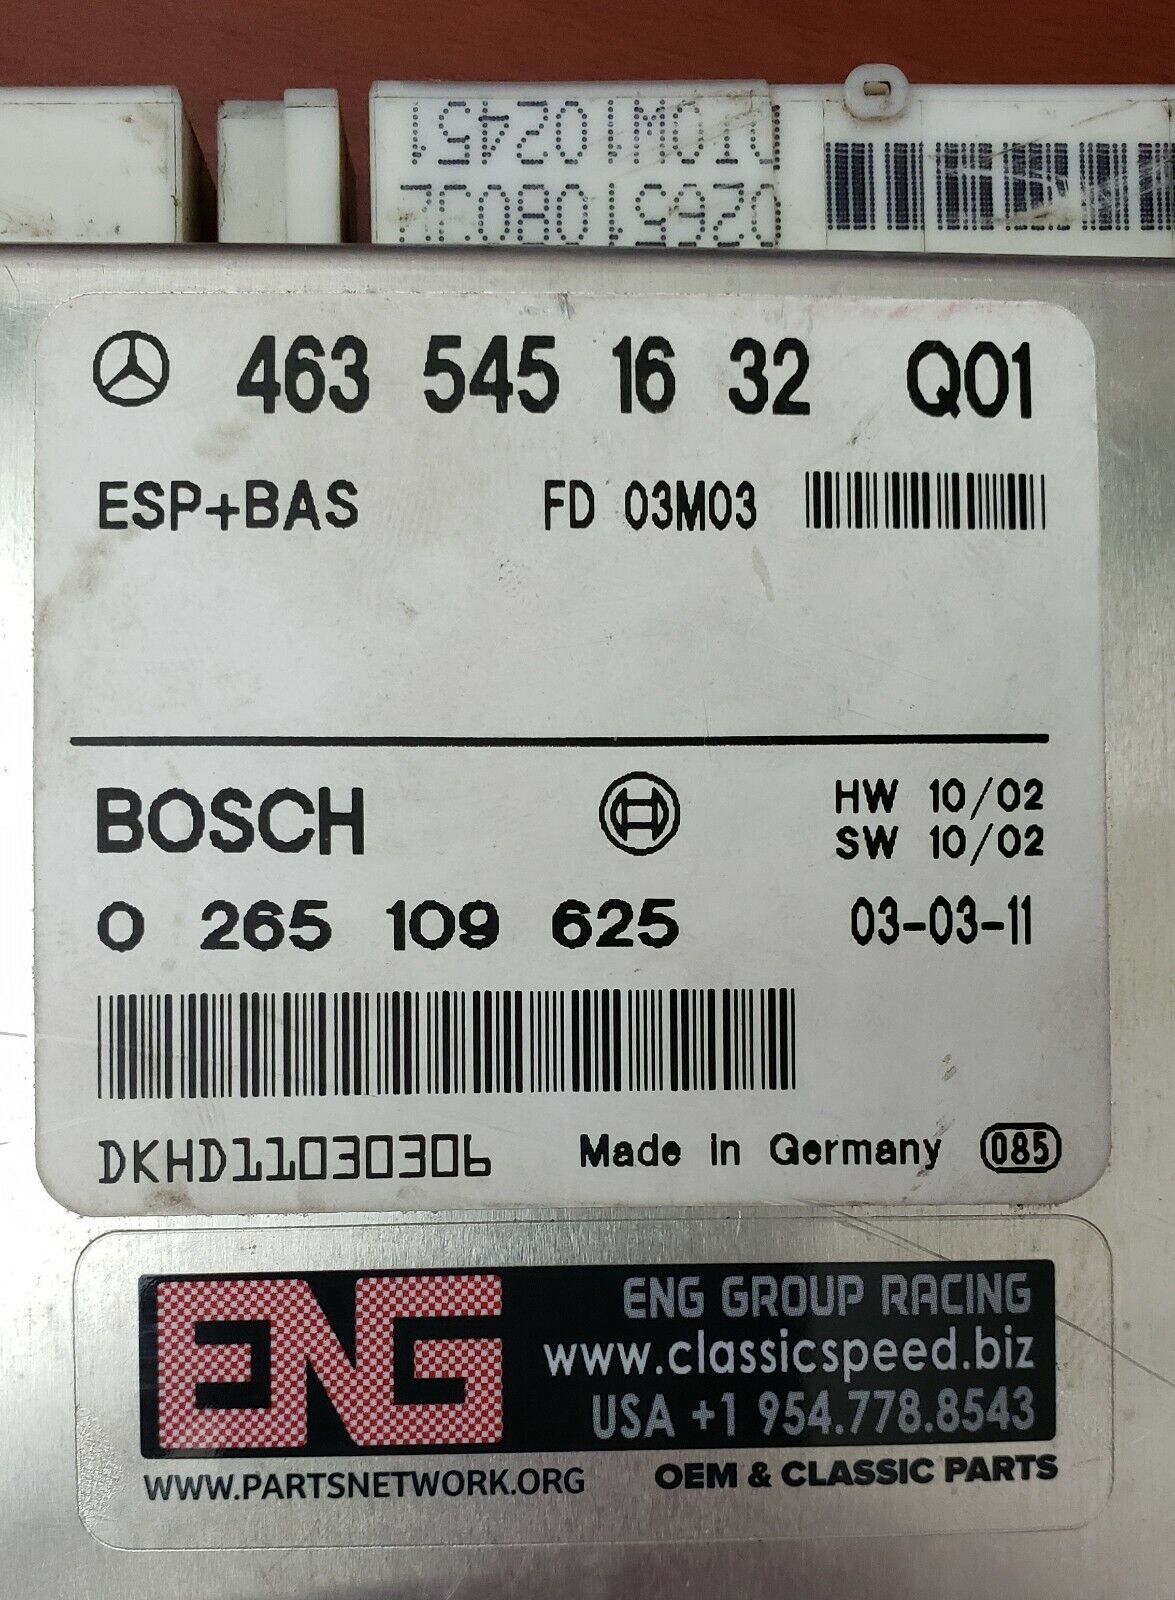 463 545 16 32 Q01
ESP+BAS FD 03M03
BOSCH HW 10/02
SW 10/02
0 265 109 625 03-03-11
DKHD11030306 Made in Germany 085
ENG ENG GROUP RACING
www.classicspeed.biz
USA +1 954.778.8543
WWW.PARTSNETWORK.ORG OEM & CLASSIC PARTS